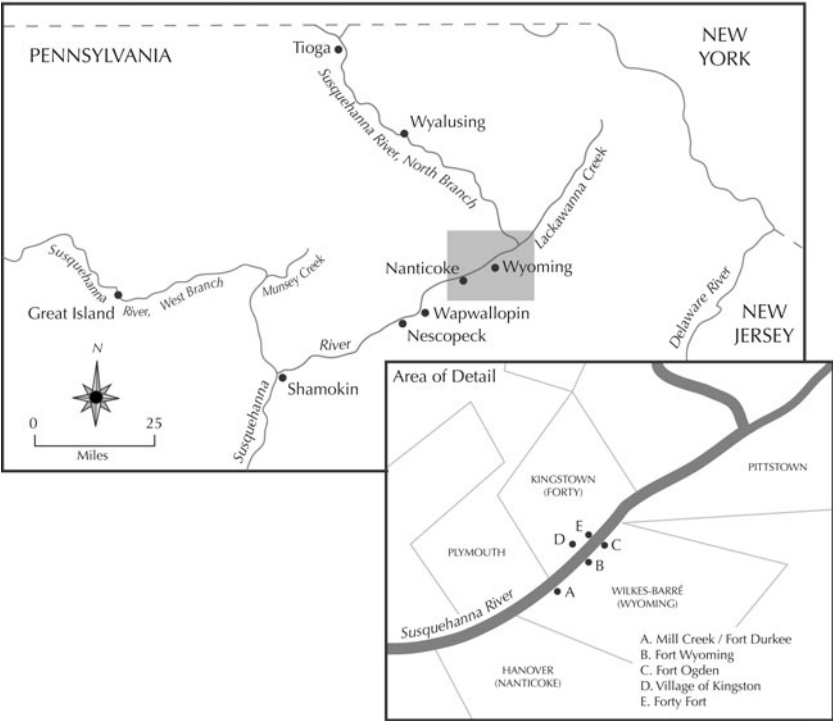 PENNSYLVANIA
Tioga
NEW
YORK
Wyalusing
Susquehanna River, North Branch
Lackawanna Creek
Susquehanna
River, West Branch
Munsey Creek
Great Island
Nanticoke
Wyoming
Wapwallopin
Nescopeck
River
Delaware River
NEW
JERSEY
N
Shamokin
Susquehanna
0
25
Miles
Area of Detail
KINGSTOWN
(FORTY)
PITTSTOWN
PLYMOUTH
E
D
C
B
A
WILKES-BARRÉ
(WYOMING)
Susquehanna River
HANOVER
(NANTICOKE)
A. Mill Creek / Fort Durkee
B. Fort Wyoming
C. Fort Ogden
D. Village of Kingston
E. Forty Fort